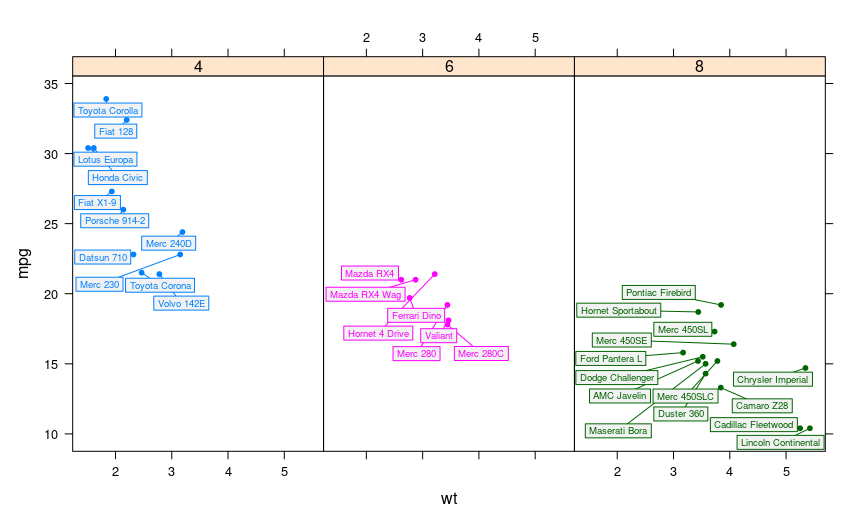 2 3 4 5
4 6 8
35
30
25
20
15
10
mpg
Toyota Corolla
Fiat 128
Lotus Europa
Honda Civic
Fiat X1-9
Porsche 914-2
Merc 240D
Datsun 710
Merc 230
Toyota Corona
Volvo 142E
Mazda RX4
Mazda RX4 Wag
Ferrari Dino
Hornet 4 Drive
Valiant
Merc 280
Merc 280C
Pontiac Firebird
Hornet Sportabout
Merc 450SL
Merc 450SE
Ford Pantera L
Dodge Challenger
Chrysler Imperial
AMC Javelin
Merc 450SLC
Camaro Z28
Duster 360
Cadillac Fleetwood
Maserati Bora
Lincoln Continental
2 3 4 5 2 3 4 5
wt